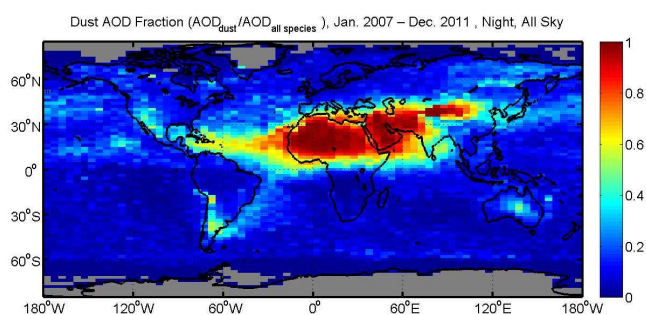 Dust AOD Fraction (AODdust/AODall species ), Jan. 2007 – Dec. 2011 , Night, All Sky
60°N
30°N
0°
30°S
60°S
180°W
120°W
60°W
0°
60°E
120°E
180°W
1
0.8
0.6
0.4
0.2
0